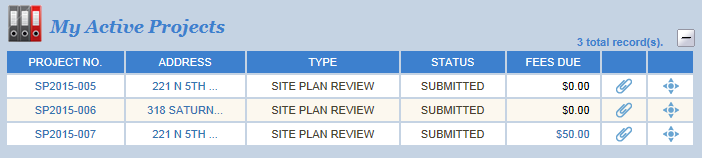 My Active Projects
3 total record(s).
PROJECT NO. ADDRESS TYPE STATUS FEES DUE
SP2015-005 221 N 5TH ... SITE PLAN REVIEW SUBMITTED $0.00
SP2015-006 318 SATURN... SITE PLAN REVIEW SUBMITTED $0.00
SP2015-007 221 N 5TH ... SITE PLAN REVIEW SUBMITTED $50.00